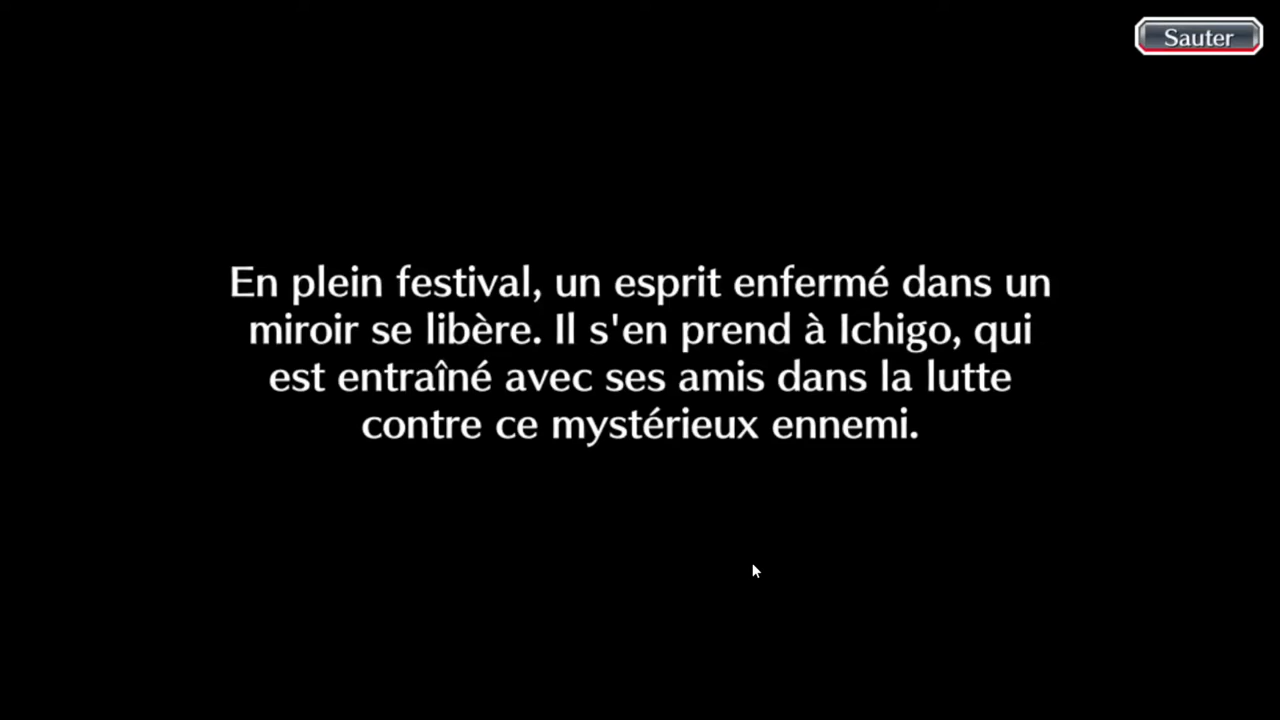 Sauter
En plein festival, un esprit enfermé dans un
miroir se libère. Il s'en prend à Ichigo, qui
est entraîné avec ses amis dans la lutte
contre ce mystérieux ennemi.